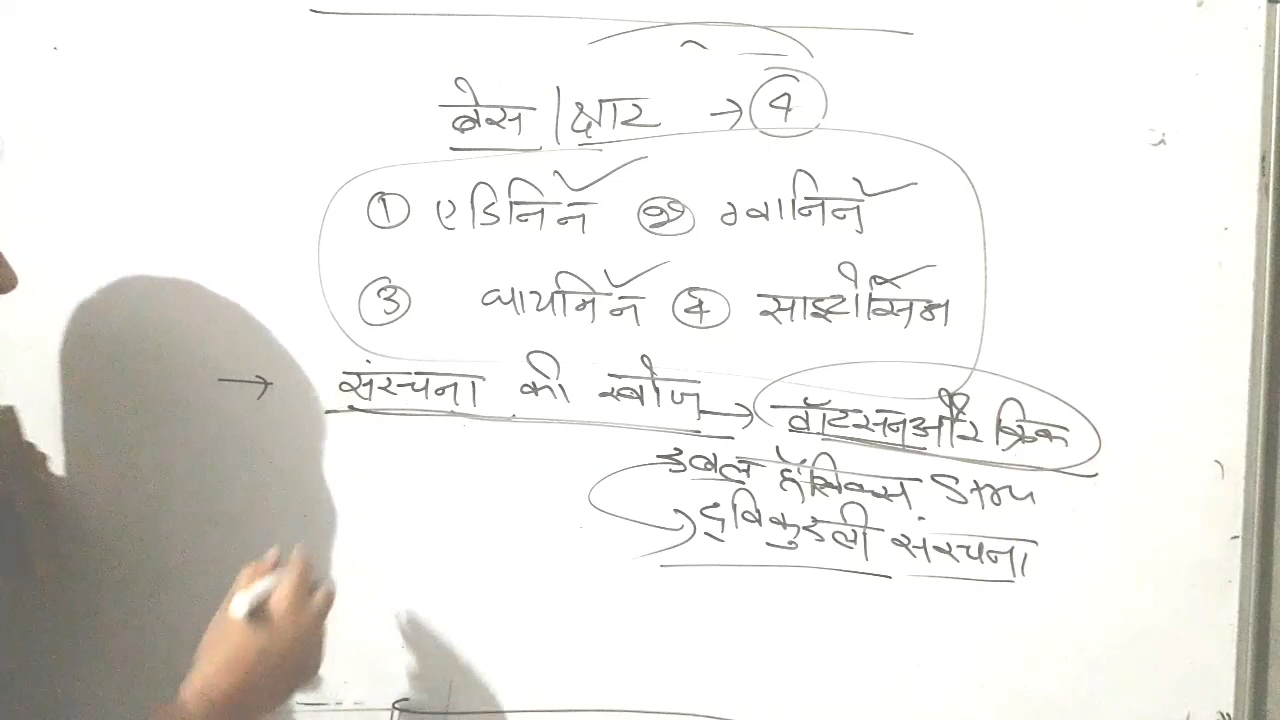 बेस | क्षार → 4
① एडिनिन ② ग्वानिन
③ थायमिन ④ साइटोसिन
→ संरचना की खोज → वॉटसन और क्रिक
डबल हॅलिक्स Stru
द्विकुडली संरचना